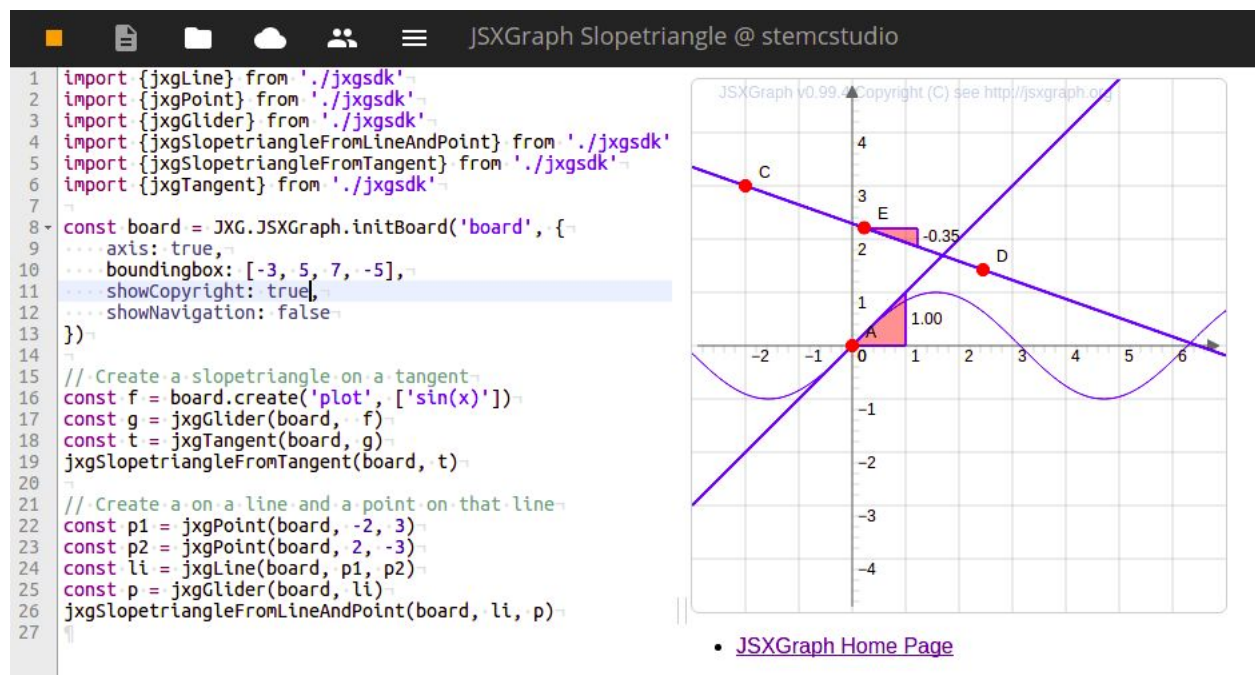 JSXGraph Slopetriangle @ stemcstudio
1 import {jxgLine} from './jxgsdk'
2 import {jxgPoint} from './jxgsdk'
3 import {jxgGlider} from './jxgsdk'
4 import {jxgSlopetriangleFromLineAndPoint} from './jxgsdk'
5 import {jxgSlopetriangleFromTangent} from './jxgsdk'
6 import {jxgTangent} from './jxgsdk'
7
8 const board = JXG.JSXGraph.initBoard('board', {
9     axis: true,
10     boundingbox: [-3, 5, 7, -5],
11     showCopyright: true,
12     showNavigation: false
13 })
14
15 // Create a slopetriangle on a tangent
16 const f = board.create('plot', ['sin(x)'])
17 const g = jxgGlider(board,  f)
18 const t = jxgTangent(board, g)
19 jxgSlopetriangleFromTangent(board, t)
20
21 // Create a on a line and a point on that line
22 const p1 = jxgPoint(board, -2, 3)
23 const p2 = jxgPoint(board, 2, -3)
24 const li = jxgLine(board, p1, p2)
25 const p = jxgGlider(board, li)
26 jxgSlopetriangleFromLineAndPoint(board, li, p)
27
JSXGraph v0.99.4 Copyright (C) see http://jsxgraph.org
4
C
3
E
-0.35
2
D
1
1.00
A
-2 -1 0 1 2 3 4 5 6
-1
-2
-3
-4
JSXGraph Home Page